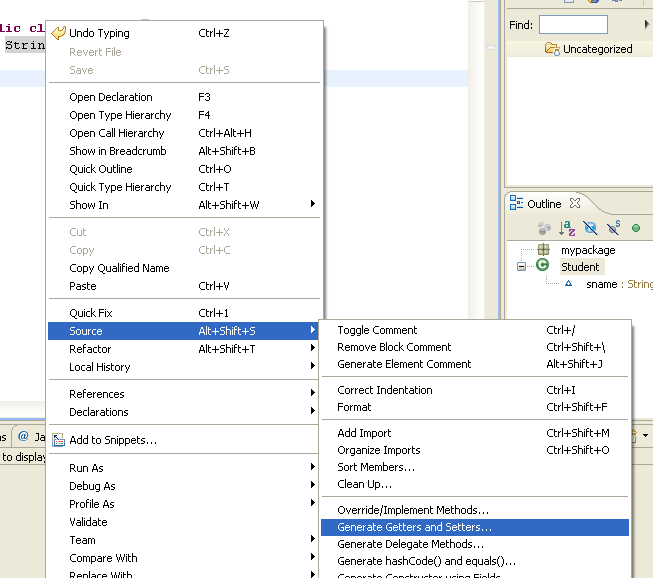 lic cl
Strin
Undo Typing Ctrl+Z
Revert File
Save Ctrl+S
Open Declaration F3
Open Type Hierarchy F4
Open Call Hierarchy Ctrl+Alt+H
Show in Breadcrumb Alt+Shift+B
Quick Outline Ctrl+O
Quick Type Hierarchy Ctrl+T
Show In Alt+Shift+W
Cut Ctrl+X
Copy Ctrl+C
Copy Qualified Name
Paste Ctrl+V
Quick Fix Ctrl+1
Source Alt+Shift+S
Refactor Alt+Shift+T
Local History
References
Declarations
Add to Snippets...
Run As
Debug As
Profile As
Validate
Team
Compare With
Replace With
Toggle Comment Ctrl+/
Remove Block Comment Ctrl+Shift+\
Generate Element Comment Alt+Shift+J
Correct Indentation Ctrl+I
Format Ctrl+Shift+F
Add Import Ctrl+Shift+M
Organize Imports Ctrl+Shift+O
Sort Members...
Clean Up...
Override/Implement Methods...
Generate Getters and Setters...
Generate Delegate Methods...
Generate hashCode() and equals()...
Generate Constructor using Fields
Find:
Uncategorized
Outline
mypackage
Student
sname : String
ns @ Ja
to display